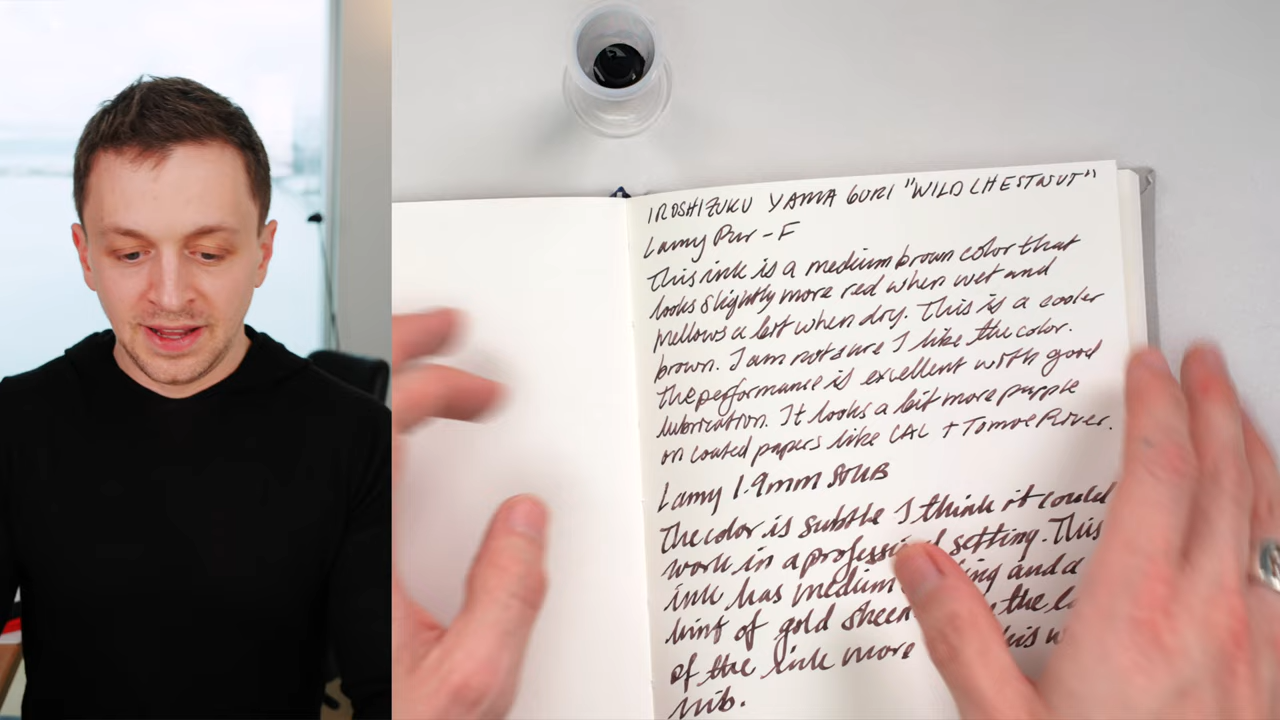 IROSHIZUKU YAMA GURI "WILD CHESTNUT"
Lamy Pur - F
This ink is a medium brown color that
looks slightly more red when wet and
mellows a bit when dry. This is a cooler
brown. I am not sure I like the color.
the performance is excellent with good
lubrication. It looks a bit more purple
on coated papers like CAL + Tomoe River.
Lamy 1.9mm STUB
The color is subtle I think it could
work in a professional setting. This
ink has medium and a
hint of gold sheen the
of the ink more
nib.